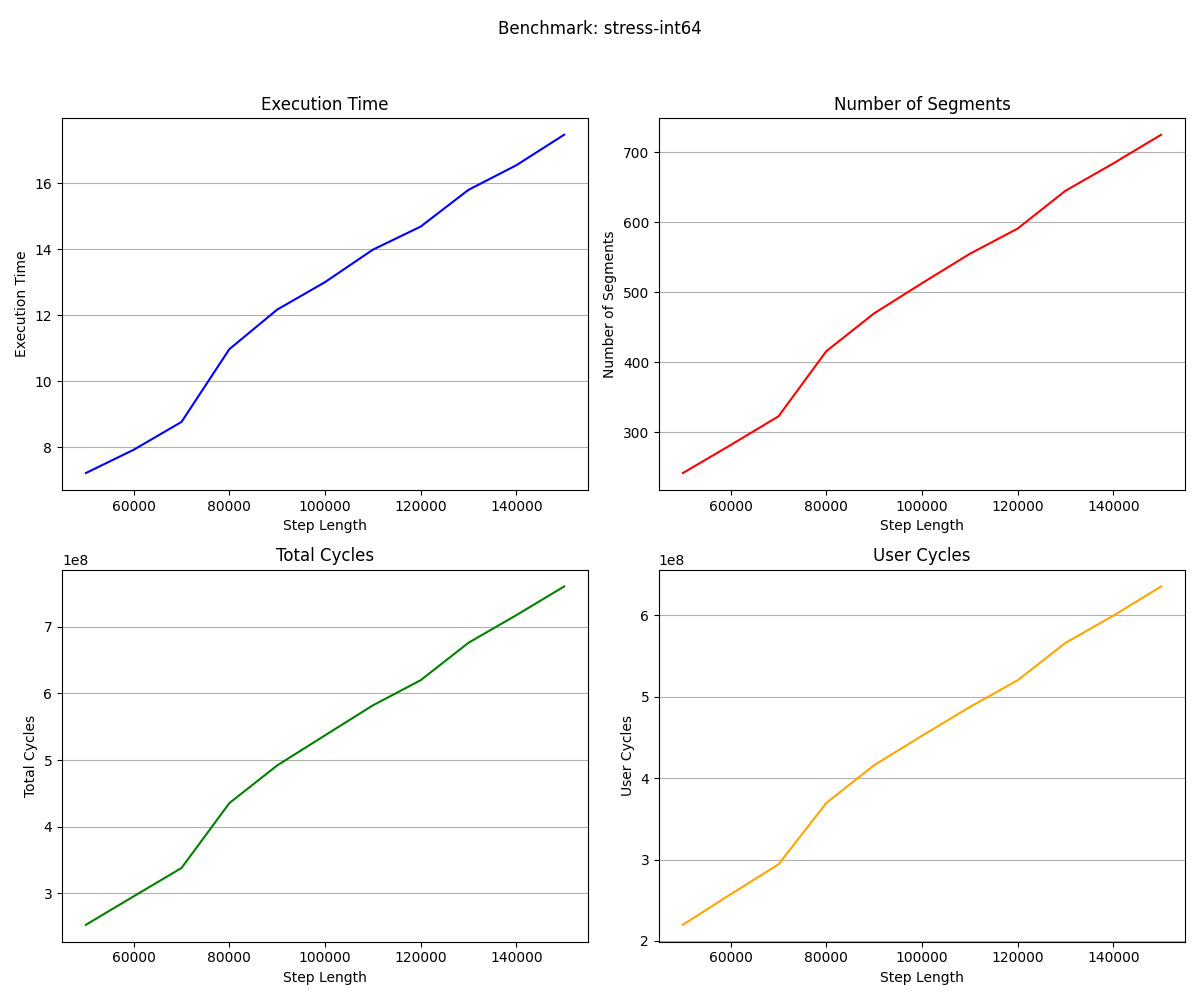 Benchmark: stress-int64
Execution Time
Execution Time
16
14
12
10
8
60000 80000 100000 120000 140000
Step Length
Number of Segments
Number of Segments
700
600
500
400
300
60000 80000 100000 120000 140000
Step Length
Total Cycles
1e8
Total Cycles
7
6
5
4
3
60000 80000 100000 120000 140000
Step Length
User Cycles
1e8
User Cycles
6
5
4
3
2
60000 80000 100000 120000 140000
Step Length